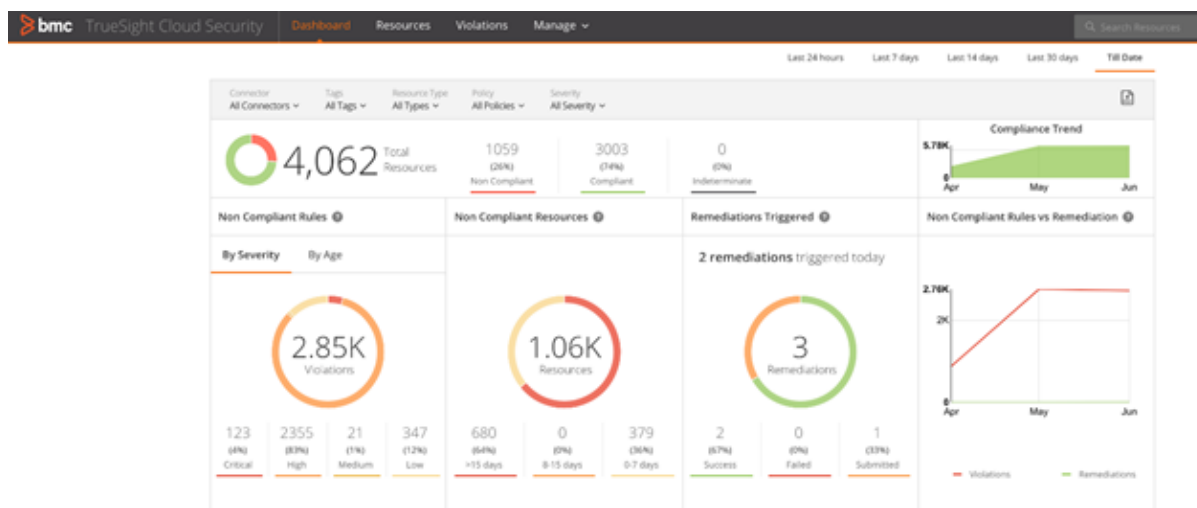 bmc TrueSight Cloud Security Dashboard Resources Violations Manage Search Resources
Last 24 hours Last 7 days Last 14 days Last 30 days Till Date
Connector Tags Resource Type Policy Severity
All Connectors All Tags All Types All Policies All Severity
4,062 Total Resources
1059 3003 0
(26%) (74%) (0%)
Non Compliant Compliant Indeterminate
Compliance Trend
5.78K
0
Apr May Jun
Non Compliant Rules
By Severity By Age
2.85K
Violations
123 2355 21 347
(4%) (83%) (1%) (12%)
Critical High Medium Low
Non Compliant Resources
1.06K
Resources
680 0 379
(64%) (0%) (36%)
>15 days 8-15 days 0-7 days
Remediations Triggered
2 remediations triggered today
3
Remediations
2 0 1
(67%) (0%) (33%)
Success Failed Submitted
Non Compliant Rules vs Remediation
2.76K
2K
0
Apr May Jun
Violations Remediations